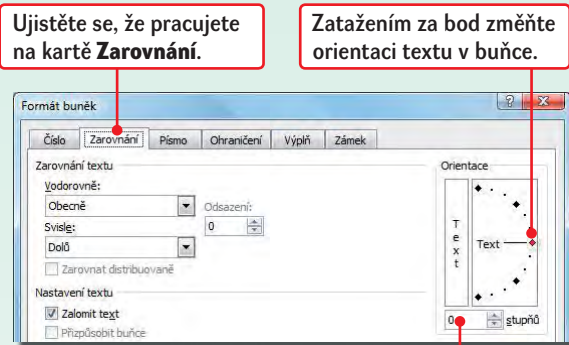 Ujistěte se, že pracujete
na kartě Zarovnání.
Zatažením za bod změňte
orientaci textu v buňce.
Formát buněk
Číslo Zarovnání Písmo Ohraničení Výplň Zámek
Zarovnání textu
Vodorovně:
Obecně
Odsazení:
Svisle:
0
Dolů
Zarovnat distribuovaně
Nastavení textu
Zalomit text
Přizpůsobit buňce
Orientace
Text
Text
0 stupňů